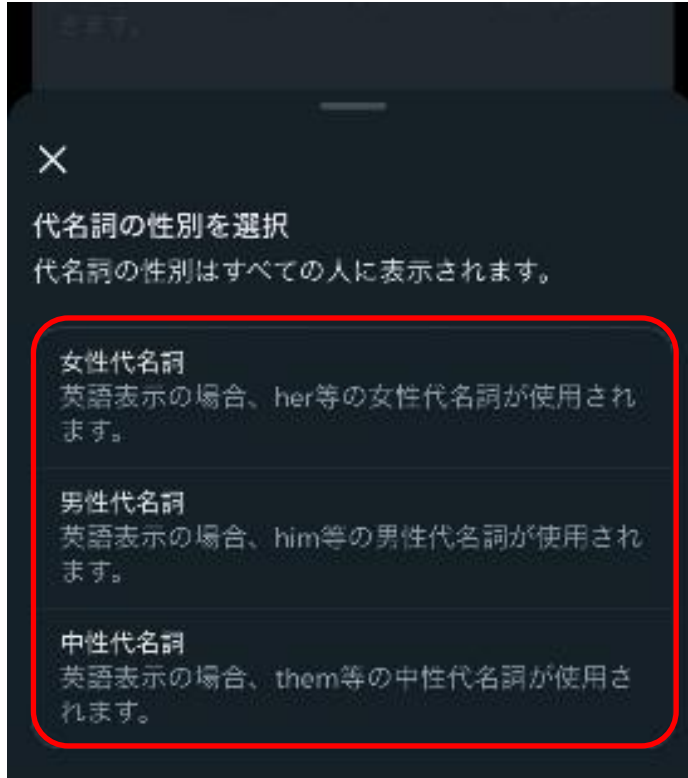 きます。
代名詞の性別を選択
代名詞の性別はすべての人に表示されます。
女性代名詞
英語表示の場合、her等の女性代名詞が使用され
ます。
男性代名詞
英語表示の場合、him等の男性代名詞が使用され
ます。
中性代名詞
英語表示の場合、them等の中性代名詞が使用さ
れます。